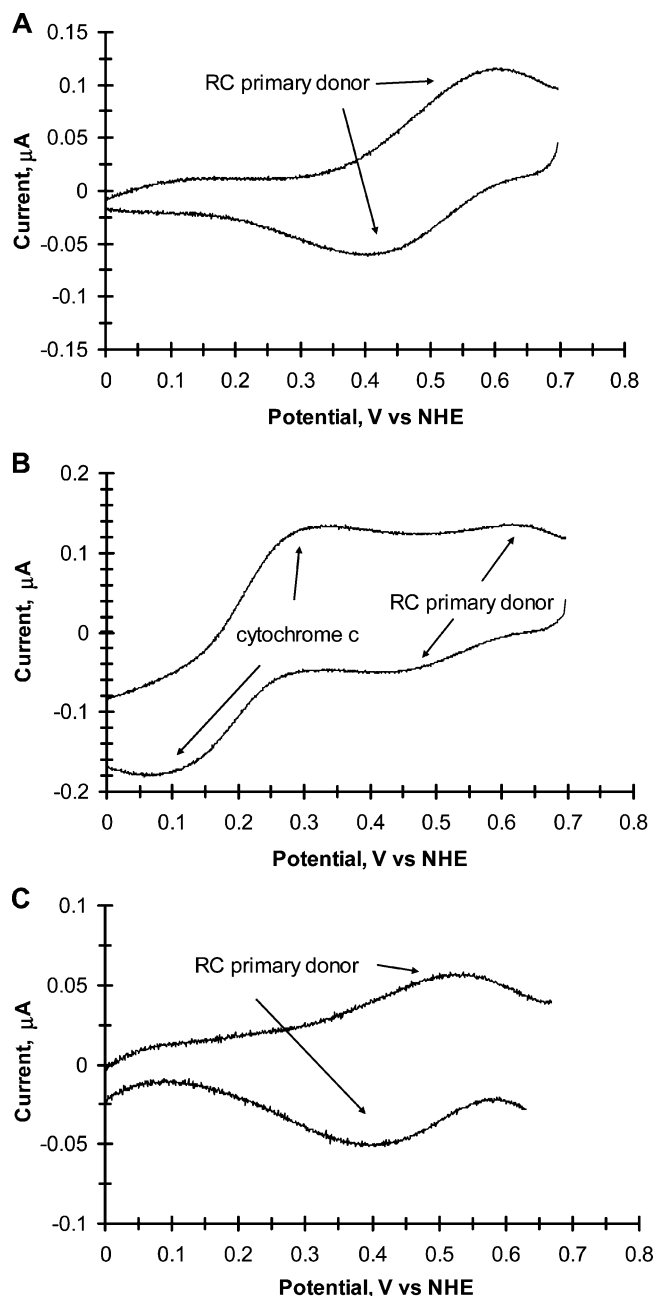 A
0.15
0.1
0.05
0
-0.05
-0.1
-0.15
Current, μA
RC primary donor
0 0.1 0.2 0.3 0.4 0.5 0.6 0.7 0.8
Potential, V vs NHE
B
0.2
0.1
0
-0.1
-0.2
Current, μA
RC primary donor
cytochrome c
0 0.1 0.2 0.3 0.4 0.5 0.6 0.7 0.8
Potential, V vs NHE
C
0.1
0.05
0
-0.05
-0.1
Current, μA
RC primary donor
0 0.1 0.2 0.3 0.4 0.5 0.6 0.7 0.8
Potential, V vs NHE